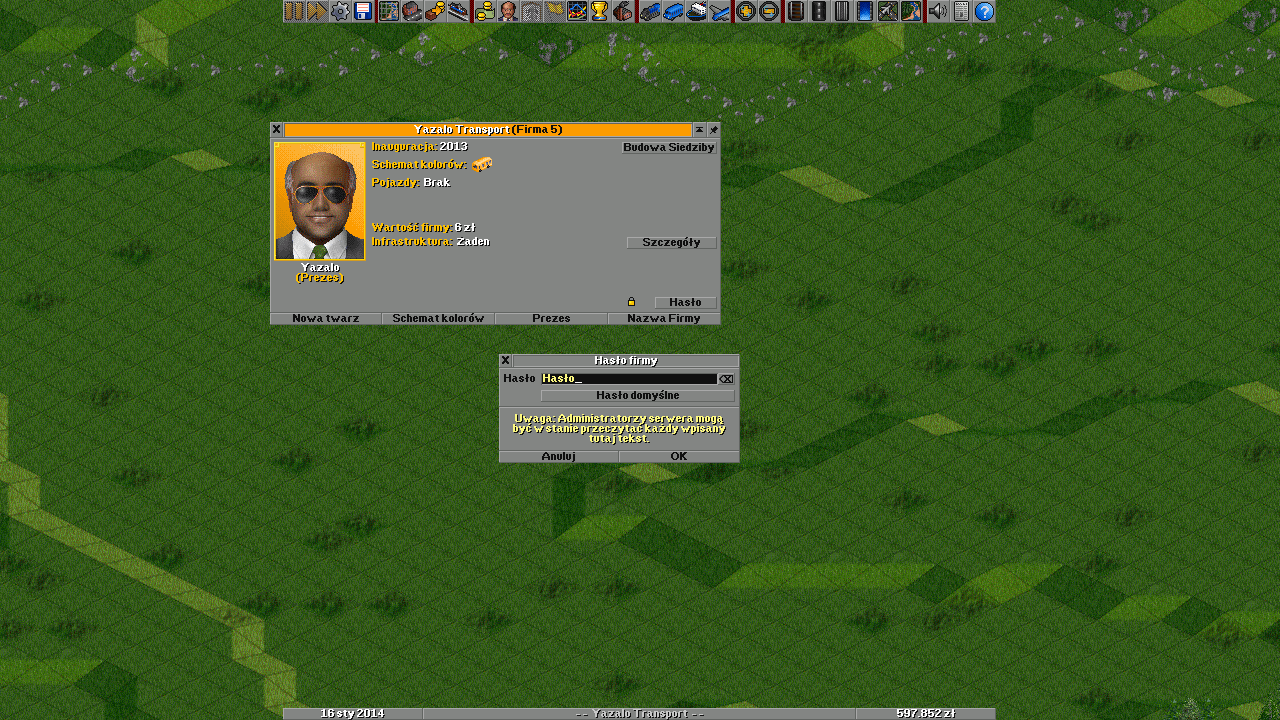 Yazalo Transport (Firma 5)
Inauguracja: 2013
Budowa Siedziby
Schemat kolorów:
Pojazdy: Brak
Wartość firmy: 6 zł
Infrastruktura: Żaden
Szczegóły
Yazalo
(Prezes)
Hasło
Nowa twarz
Schemat kolorów
Prezes
Nazwa Firmy
Hasło firmy
Hasło Hasło_
Hasło domyślne
Uwaga: Administratorzy serwera mogą
być w stanie przeczytać każdy wpisany
tutaj tekst.
Anuluj
OK
16 sty 2014
-- Yazalo Transport --
597.852 zł